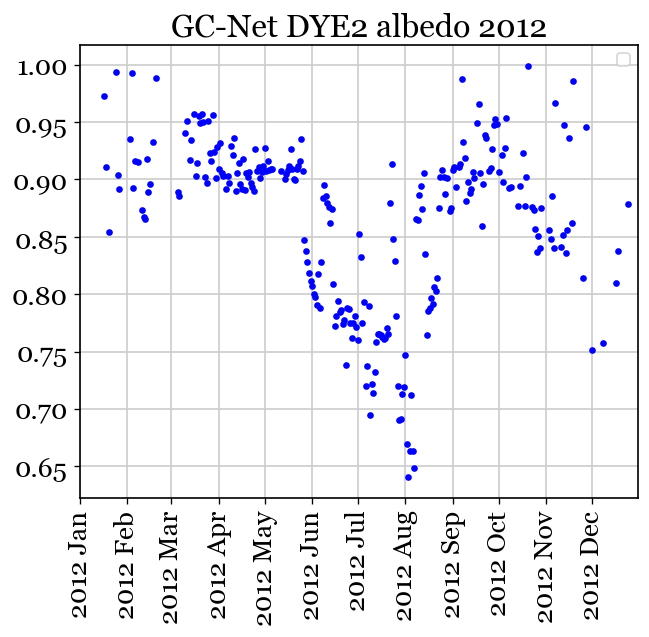 GC-Net DYE2 albedo 2012
1.00
0.95
0.90
0.85
0.80
0.75
0.70
0.65
2012 Jan
2012 Feb
2012 Mar
2012 Apr
2012 May
2012 Jun
2012 Jul
2012 Aug
2012 Sep
2012 Oct
2012 Nov
2012 Dec